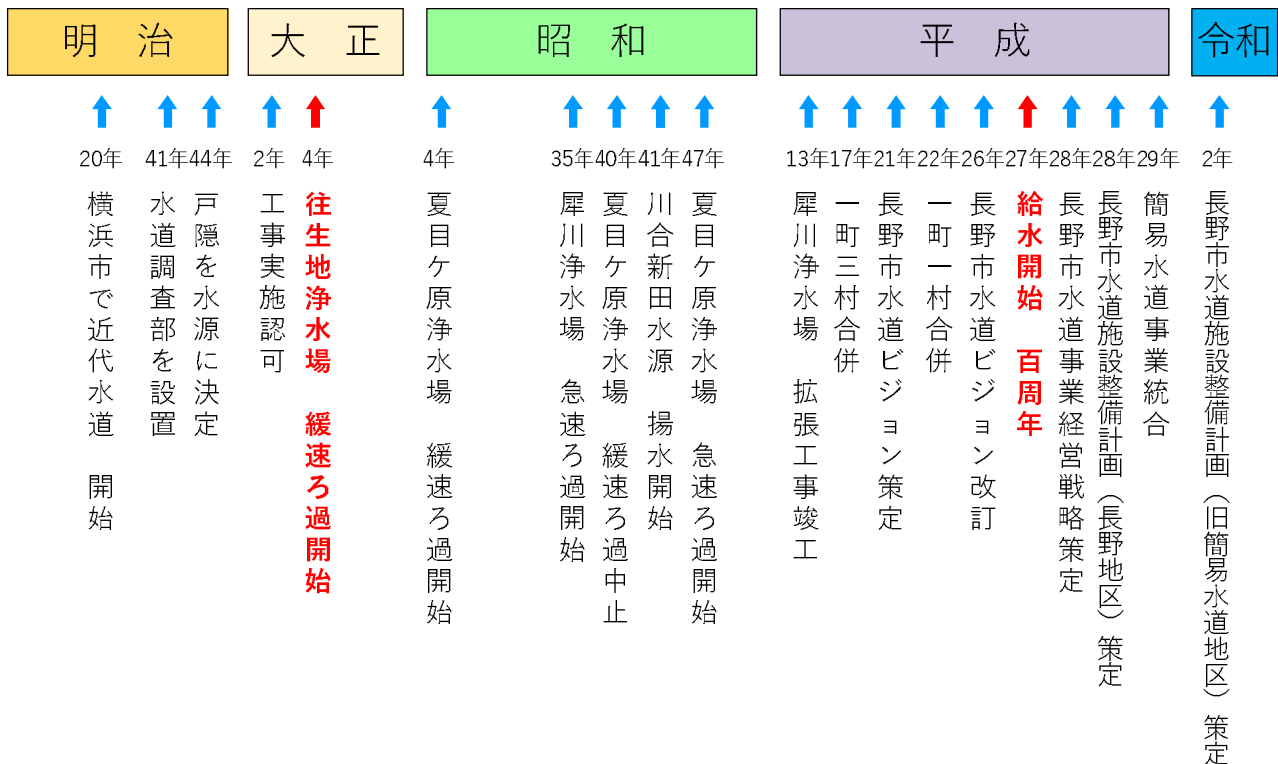 明治
大正
昭和
平成
令和
20年
横浜市で近代水道 開始
41年
水道調査部を設置
44年
戸隠を水源に決定
2年
工事実施認可
4年
往生地浄水場 緩速ろ過開始
4年
夏目ケ原浄水場 緩速ろ過開始
35年
犀川浄水場 急速ろ過開始
40年
夏目ケ原浄水場 緩速ろ過中止
41年
川合新田水源 揚水開始
47年
夏目ケ原浄水場 急速ろ過開始
13年
犀川浄水場 拡張工事竣工
17年
一町三村合併
21年
長野市水道ビジョン策定
22年
一町一村合併
26年
長野市水道ビジョン改訂
27年
給水開始 百周年
28年
長野市水道事業経営戦略策定
28年
長野市水道施設整備計画（長野地区）策定
29年
簡易水道事業統合
2年
長野市水道施設整備計画（旧簡易水道地区）策定